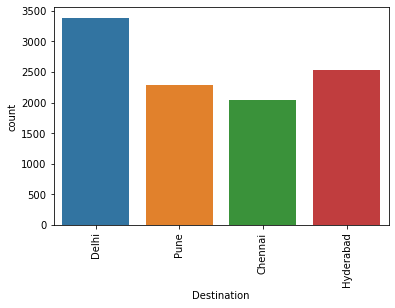 3500
3000
2500
2000
1500
1000
500
0
count
Delhi
Pune
Chennai
Hyderabad
Destination